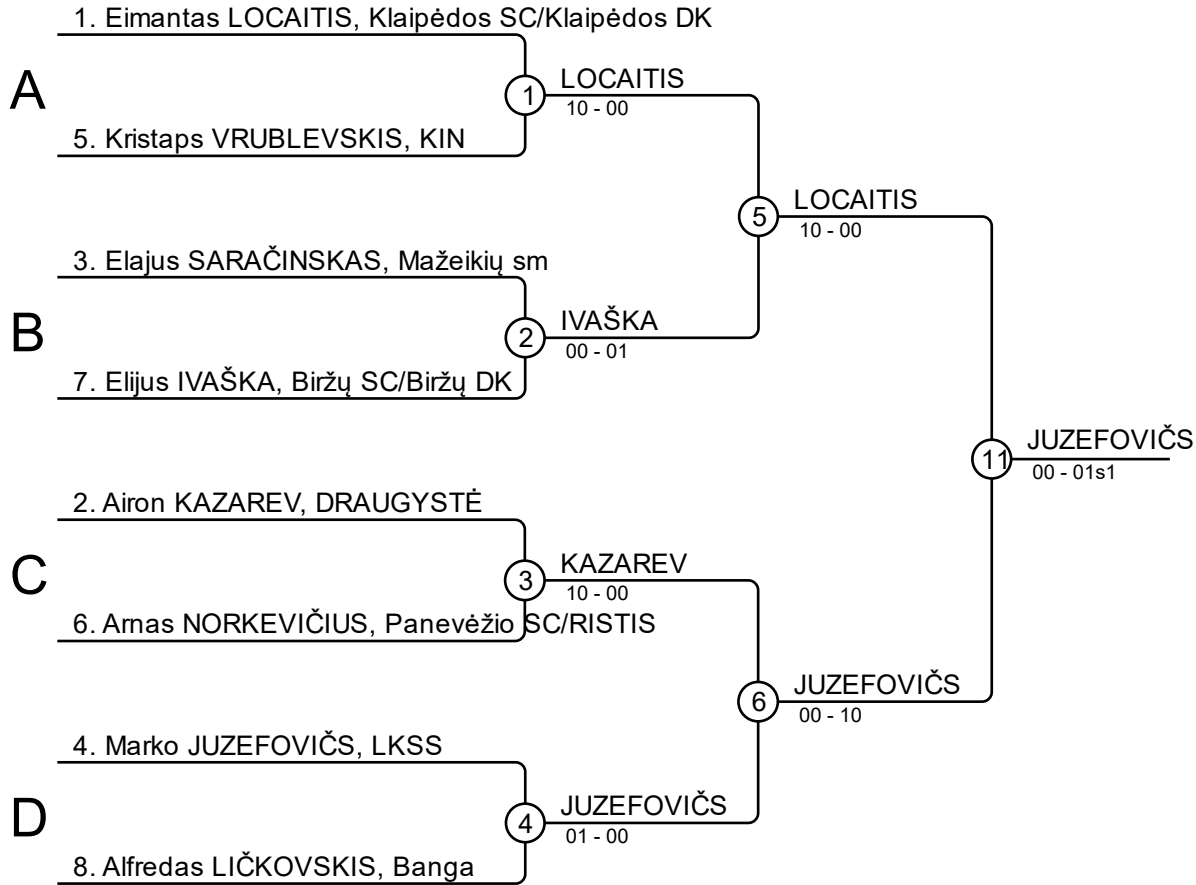 1. Eimantas LOCAITIS, Klaipėdos SC/Klaipėdos DK
A
1
LOCAITIS
10 - 00
5. Kristaps VRUBLEVSKIS, KIN
5
LOCAITIS
10 - 00
3. Elajus SARAČINSKAS, Mažeikių sm
B
2
IVAŠKA
00 - 01
7. Elijus IVAŠKA, Biržų SC/Biržų DK
11
JUZEFOVIČS
00 - 01s1
2. Airon KAZAREV, DRAUGYSTĖ
C
3
KAZAREV
10 - 00
6. Arnas NORKEVIČIUS, Panevėžio SC/RISTIS
6
JUZEFOVIČS
00 - 10
4. Marko JUZEFOVIČS, LKSS
D
4
JUZEFOVIČS
01 - 00
8. Alfredas LIČKOVSKIS, Banga